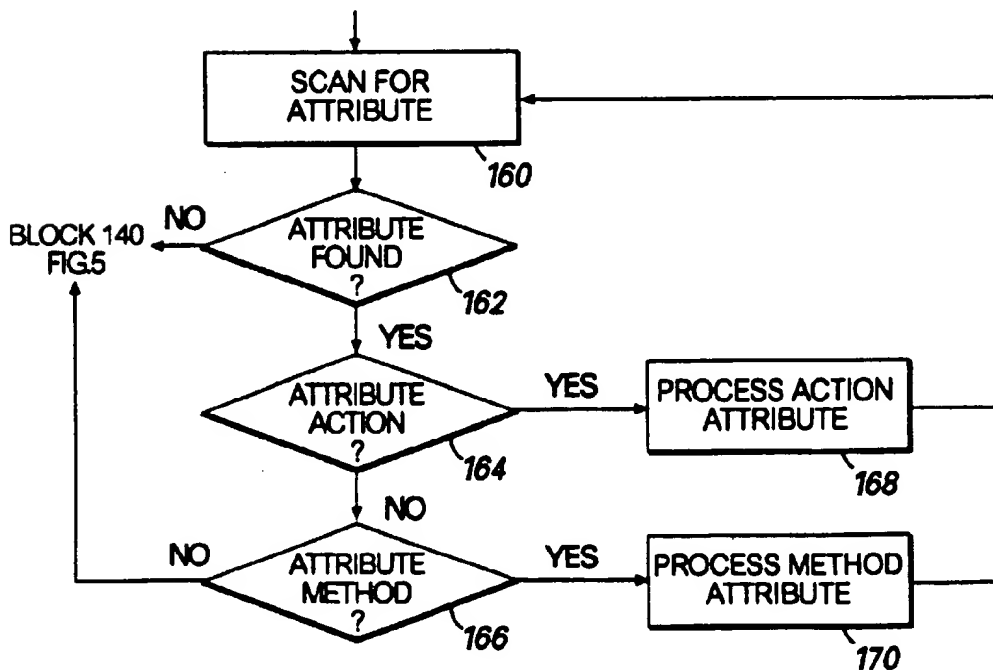 SCAN FOR
ATTRIBUTE
160
NO
BLOCK 140
FIG.5
ATTRIBUTE
FOUND
?
162
YES
ATTRIBUTE
ACTION
?
164
YES
PROCESS ACTION
ATTRIBUTE
168
NO
NO
ATTRIBUTE
METHOD
?
166
YES
PROCESS METHOD
ATTRIBUTE
170